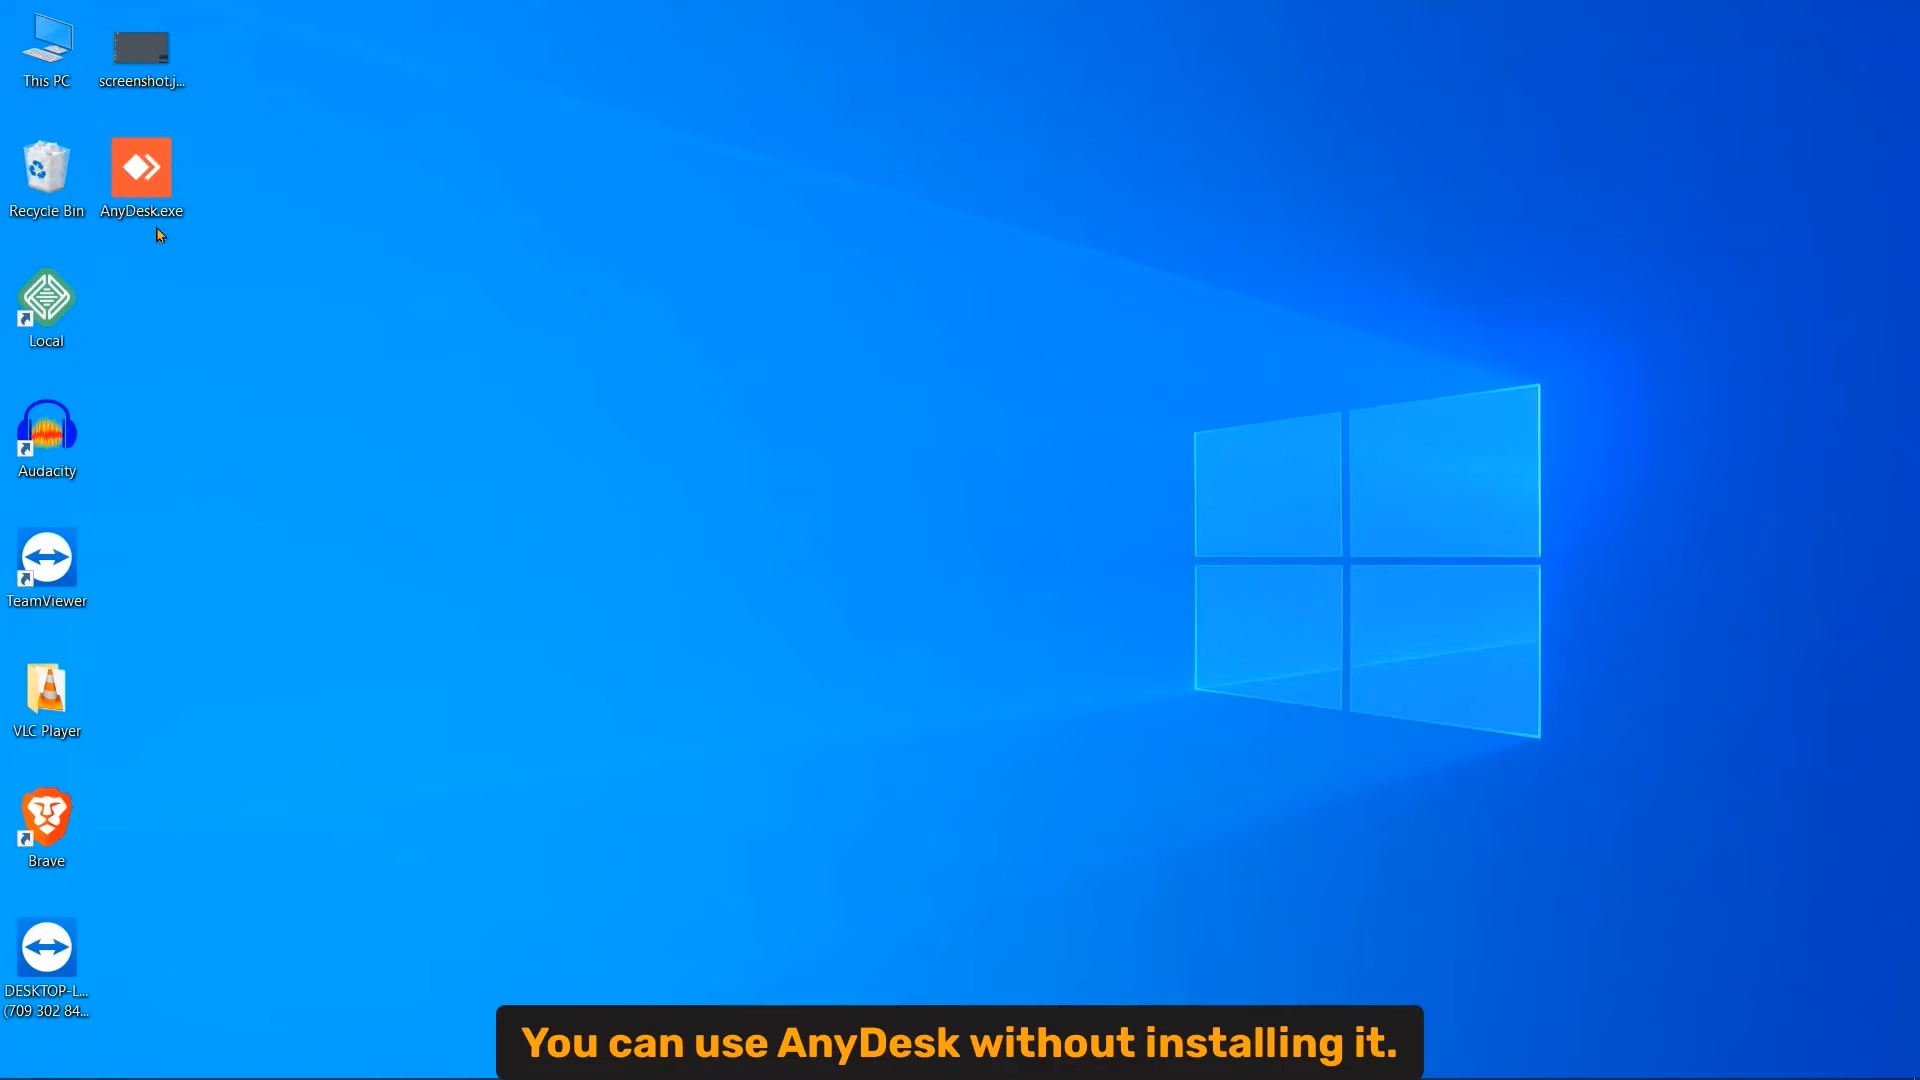 This PC
screenshot.j...
Recycle Bin
AnyDesk.exe
Local
Audacity
TeamViewer
VLC Player
Brave
DESKTOP-L...
(709 302 84...
You can use AnyDesk without installing it.